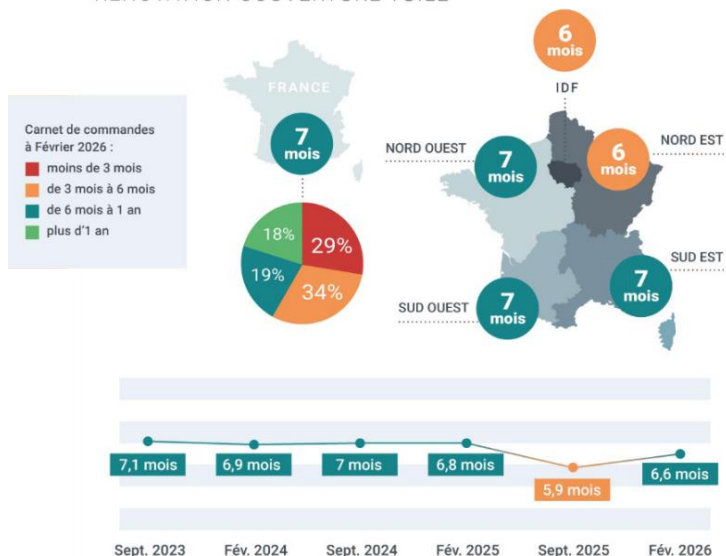 RÉNOVATION COUVERTURE TUILE
6
mois
IDF
FRANCE
7
mois
Carnet de commandes
à Février 2026 :
moins de 3 mois
de 3 mois à 6 mois
de 6 mois à 1 an
plus d'1 an
NORD OUEST
7
mois
6
mois
NORD EST
18%
29%
19%
34%
SUD EST
7
mois
SUD OUEST
7
mois
7,1 mois
6,9 mois
7 mois
6,8 mois
5,9 mois
6,6 mois
Sept. 2023
Fév. 2024
Sept. 2024
Fév. 2025
Sept. 2025
Fév. 2026